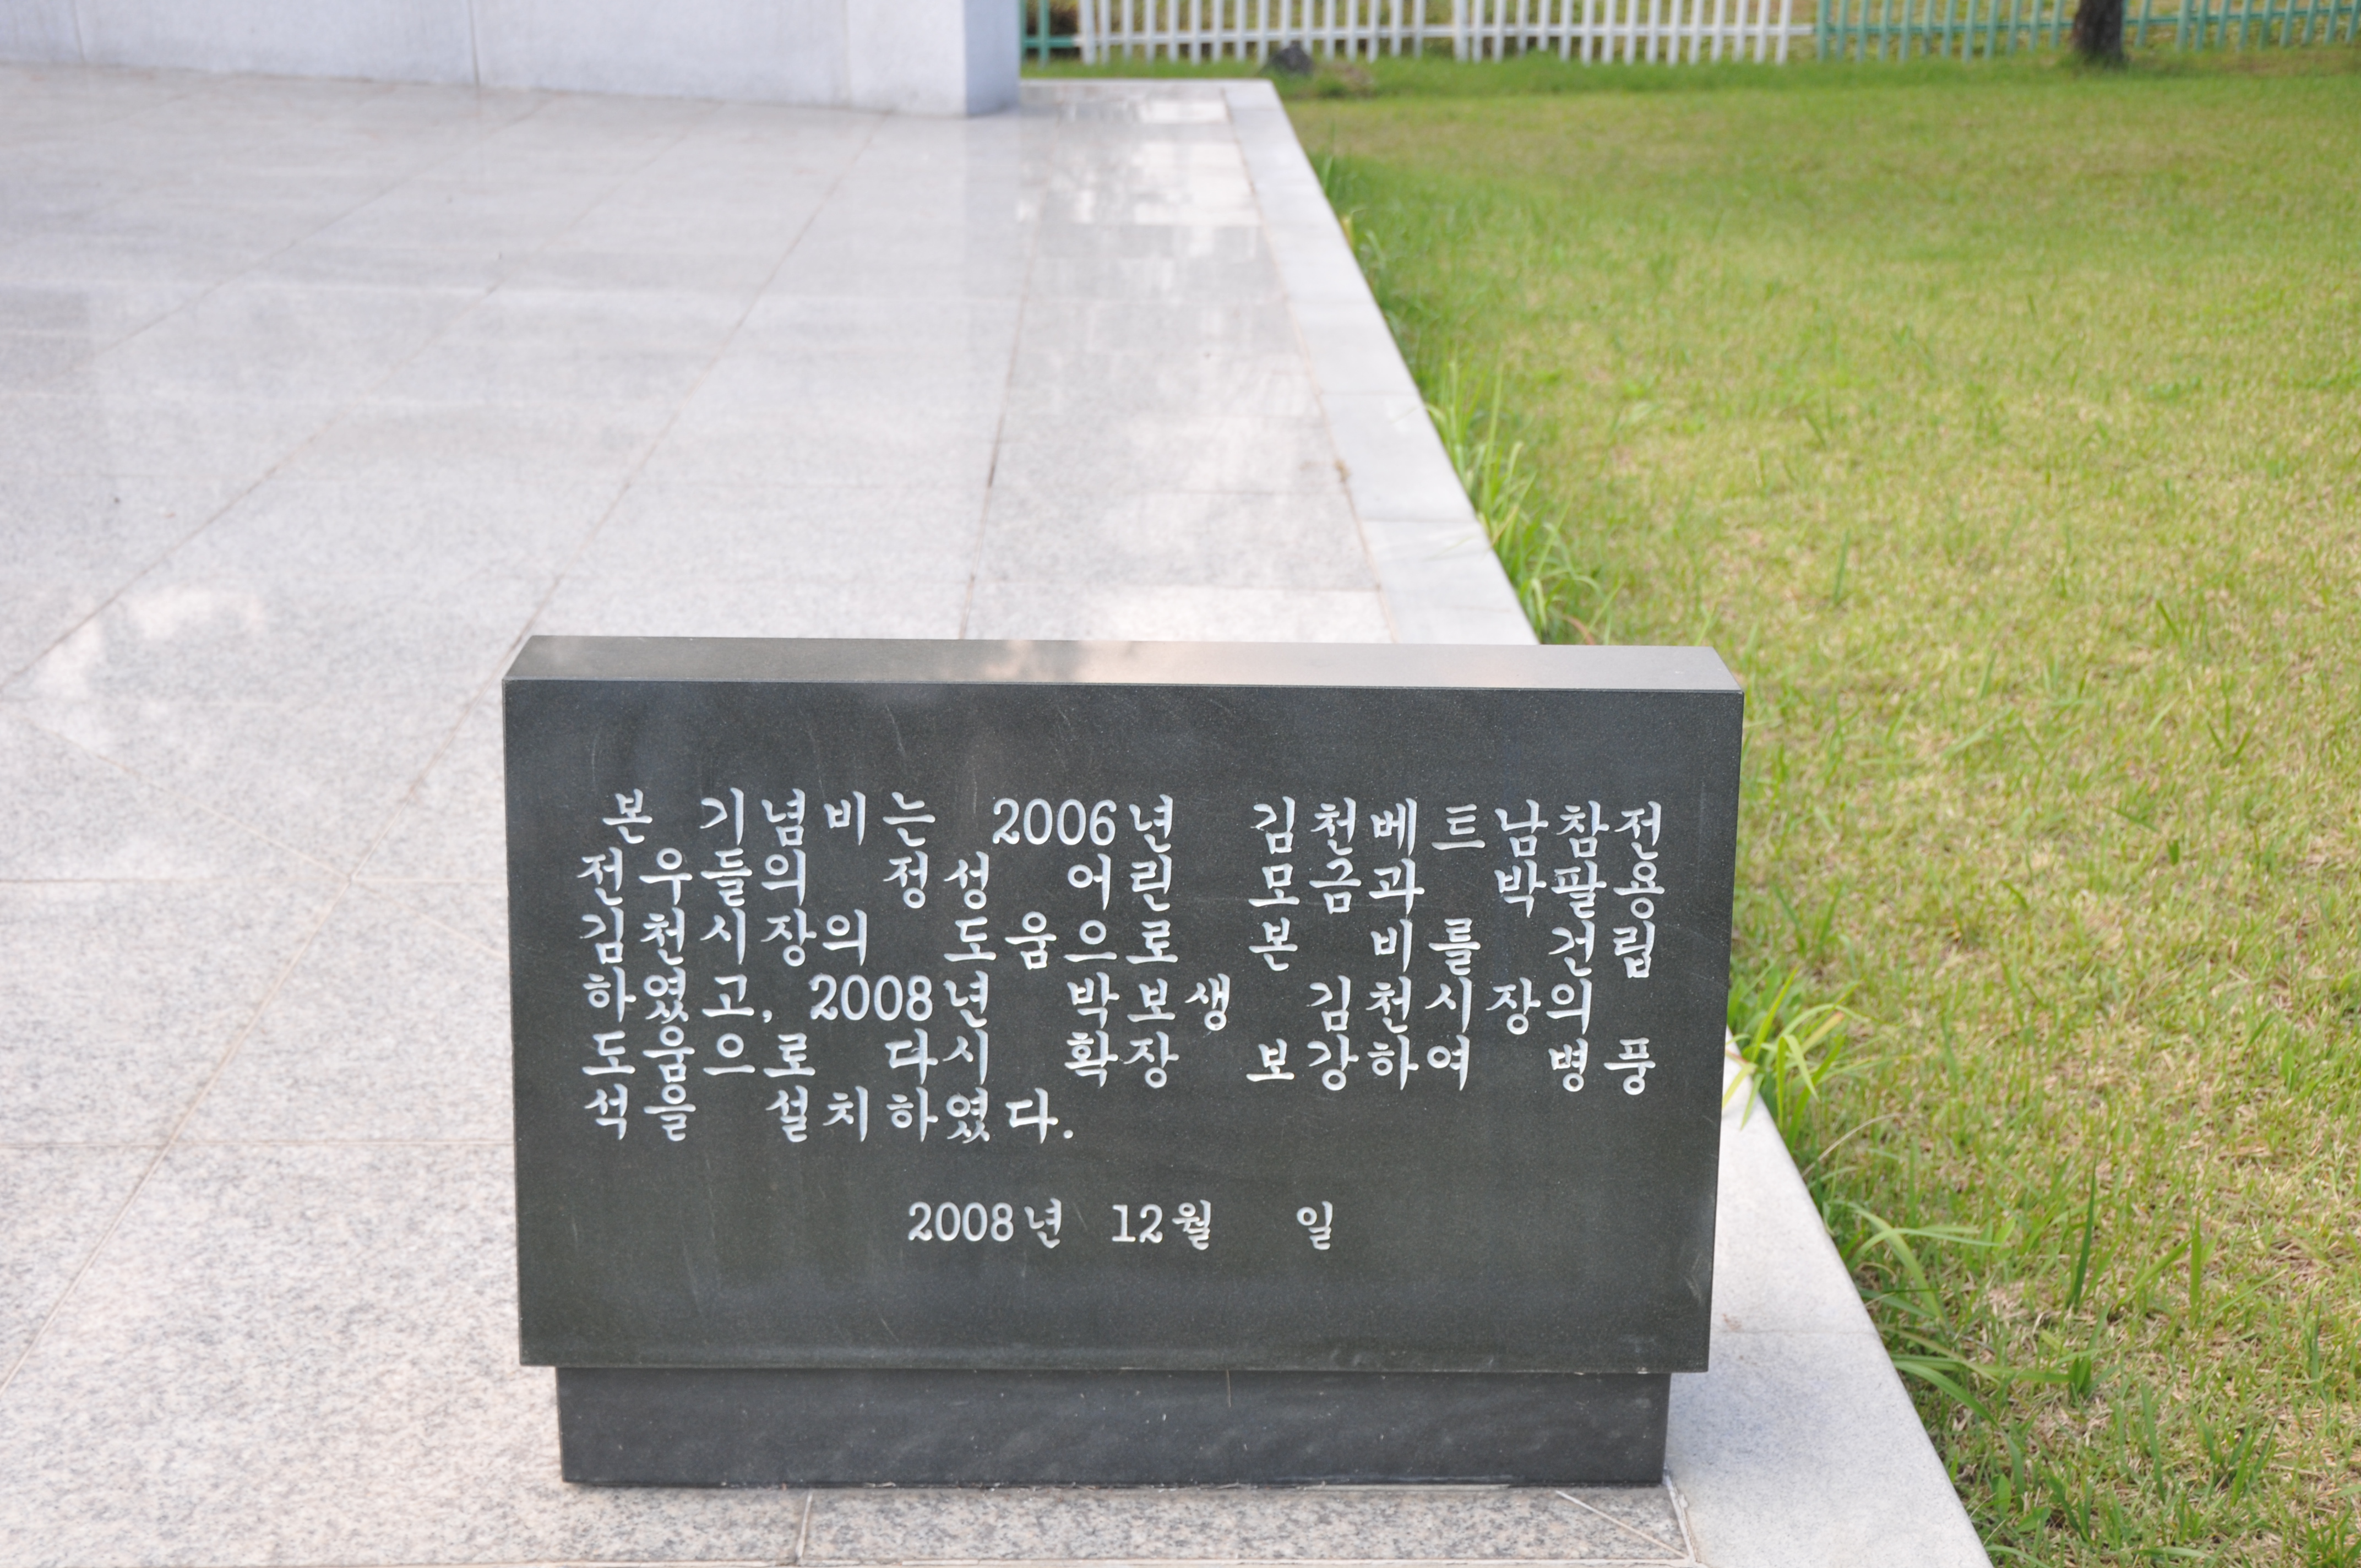 본 기념비는 2006년 김천베트남참전
전우들의 정성 어린 모금과 박팔용
김천시장의 도움으로 본 비를 건립
하였고, 2008년 박보생 김천시장의
도움으로 다시 확장 보강하여 병풍
석을 설치하였다.
2008년 12월 일